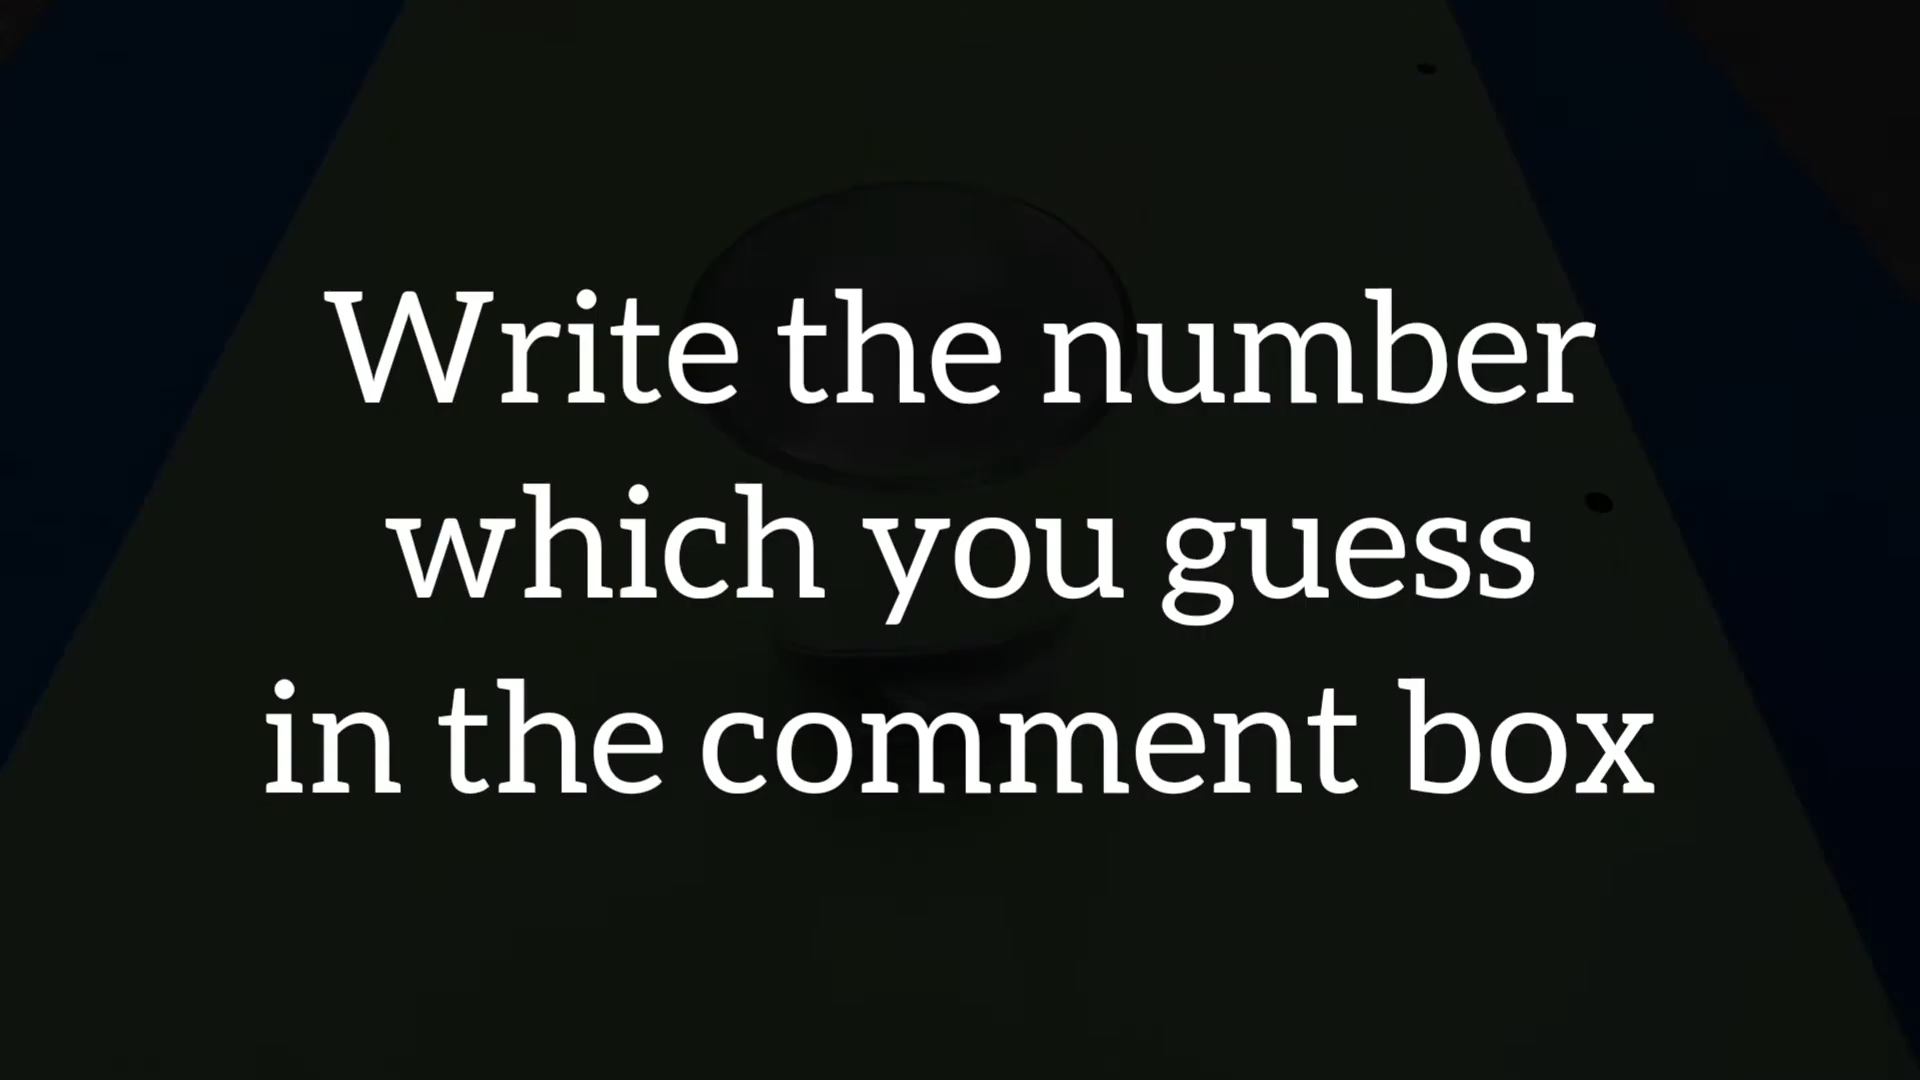 Write the number
which you guess
in the comment box